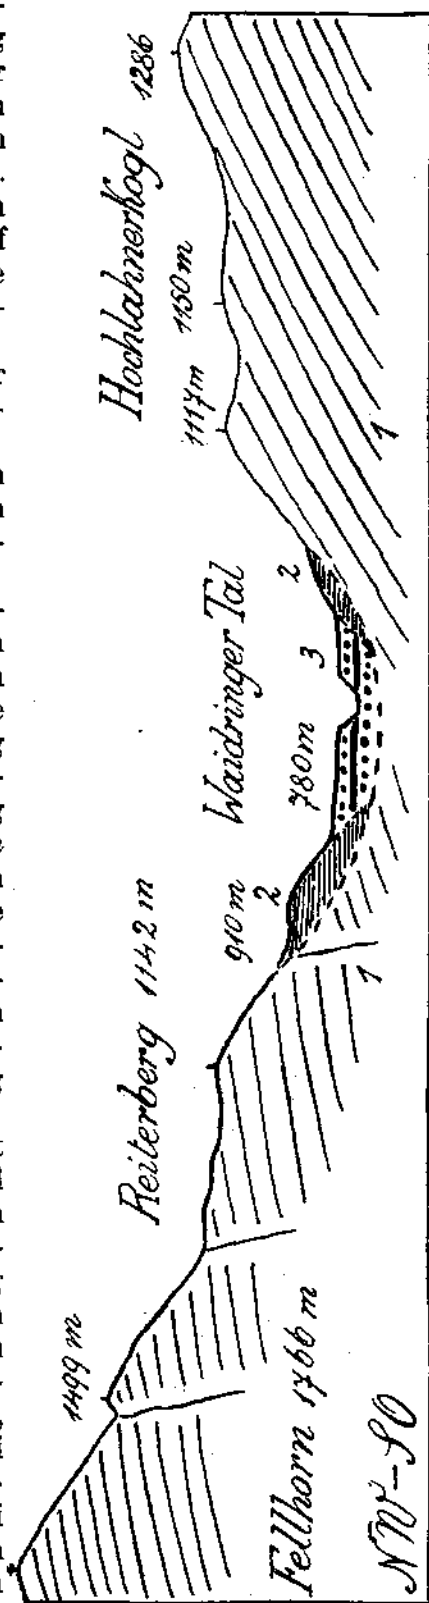 Fellhorn 1766 m
NW-SO
1499 m
Reiterberg 1142 m
910 m
2
1
Waidringer Tal
780 m
3
2
Hochlahnerkogl
1117 m
1150 m
1286
1